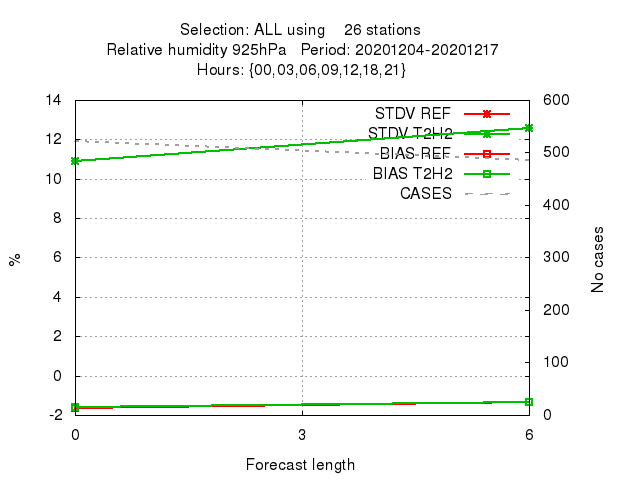 Selection: ALL using 26 stations
Relative humidity 925hPa Period: 20201204-20201217
Hours: {00,03,06,09,12,18,21}
14 600
STDV REF
12 STDV T2H2
500
BIAS REF
10 BIAS T2H2
CASES
400
8
6 300
4
200
2
100
0
-2 0
0 3 6
% No cases
Forecast length